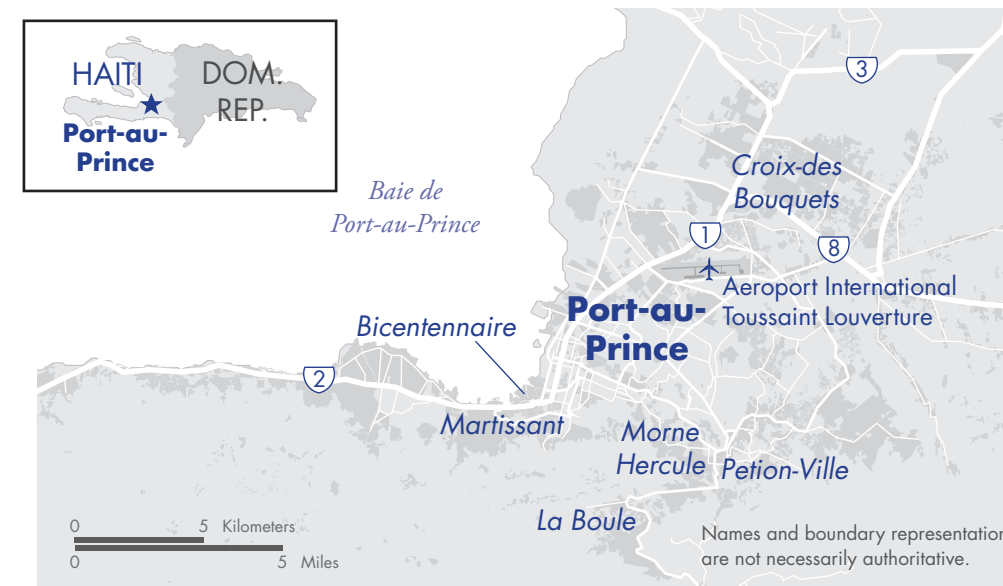 HAITI
DOM.
REP.
Port-au-
Prince
Baie de
Port-au-Prince
3
Croix-des
Bouquets
1
8
Aeroport International
Toussaint Louverture
Port-au-
Prince
Bicentennaire
2
Martissant
Morne
Hercule
Petion-Ville
La Boule
0 5 Kilometers
0 5 Miles
Names and boundary representation
are not necessarily authoritative.